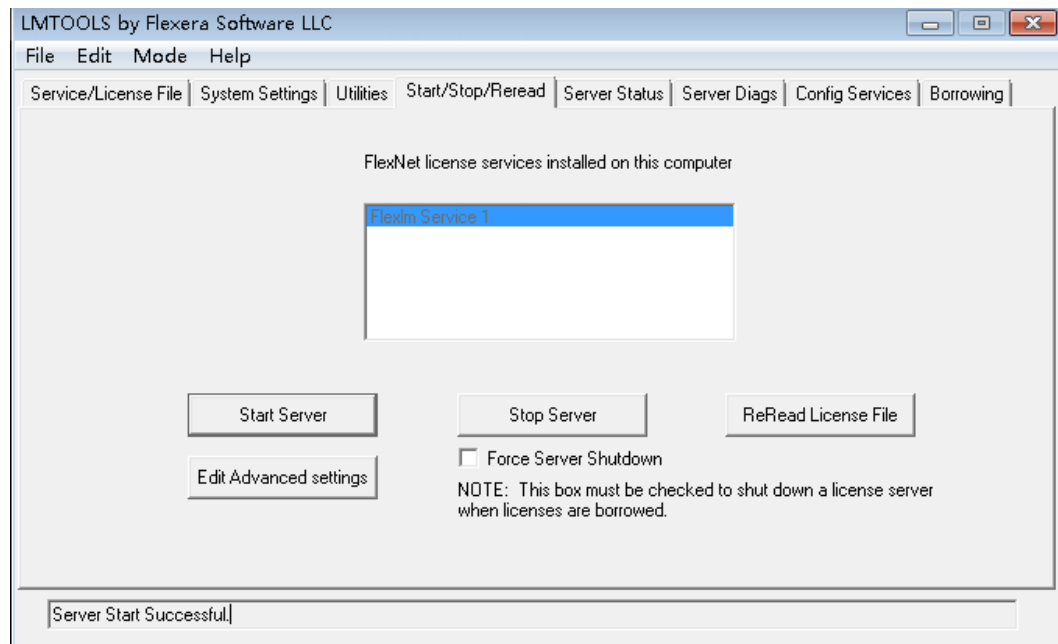 LMTOOLS by Flexera Software LLC
File Edit Mode Help
Service/License File System Settings Utilities Start/Stop/Reread Server Status Server Diags Config Services Borrowing
FlexNet license services installed on this computer
Flexlm Service 1
Start Server Stop Server ReRead License File
Edit Advanced settings
Force Server Shutdown
NOTE: This box must be checked to shut down a license server
when licenses are borrowed.
Server Start Successful.